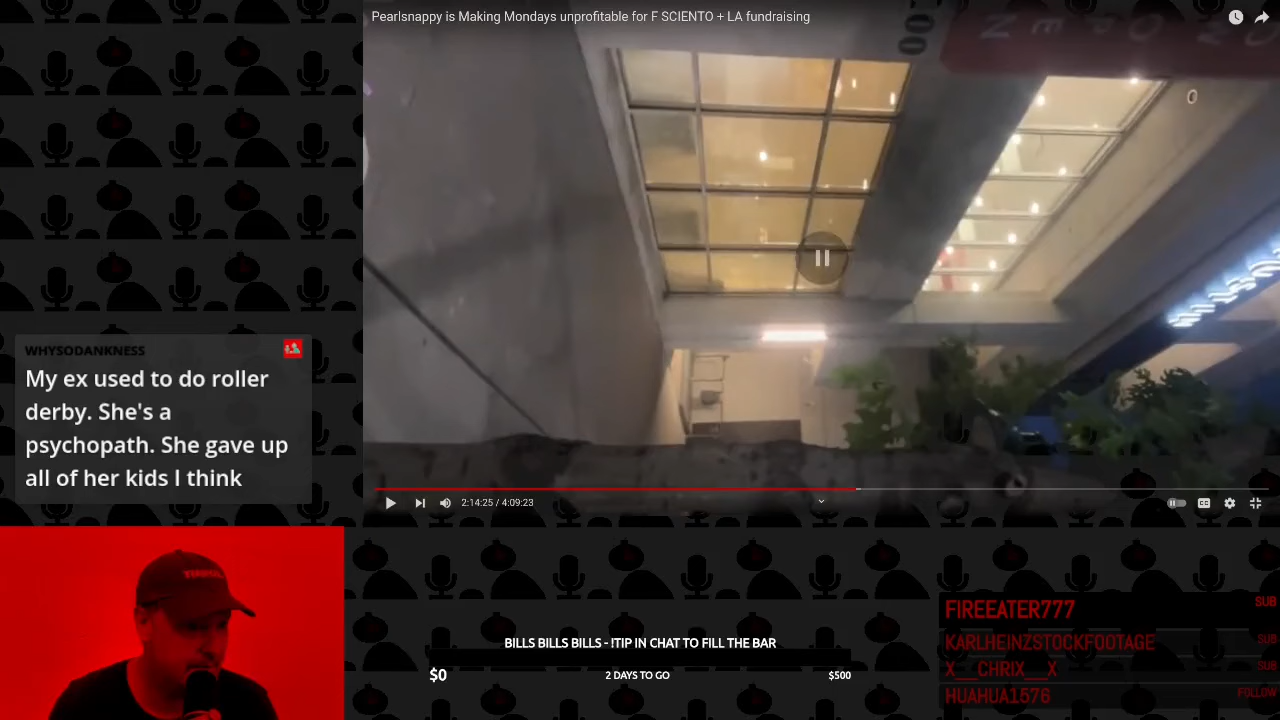 Pearlsnappy is Making Mondays unprofitable for F SCIENTO + LA fundraising
OPEN
WHYSODANKNESS
My ex used to do roller
derby. She's a
psychopath. She gave up
all of her kids I think
2:14:25 / 4:09:23
BILLS BILLS BILLS - !TIP IN CHAT TO FILL THE BAR
$0
2 DAYS TO GO
$500
FIREEATER777
SUB
KARLHEINZSTOCKFOOTAGE
SUB
X__CHRIX__X
SUB
HUAHUA1576
FOLLOW